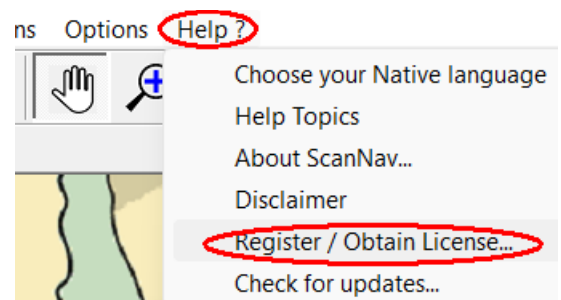 ns Options Help ?
Choose your Native language
Help Topics
About ScanNav...
Disclaimer
Register / Obtain License...
Check for updates...